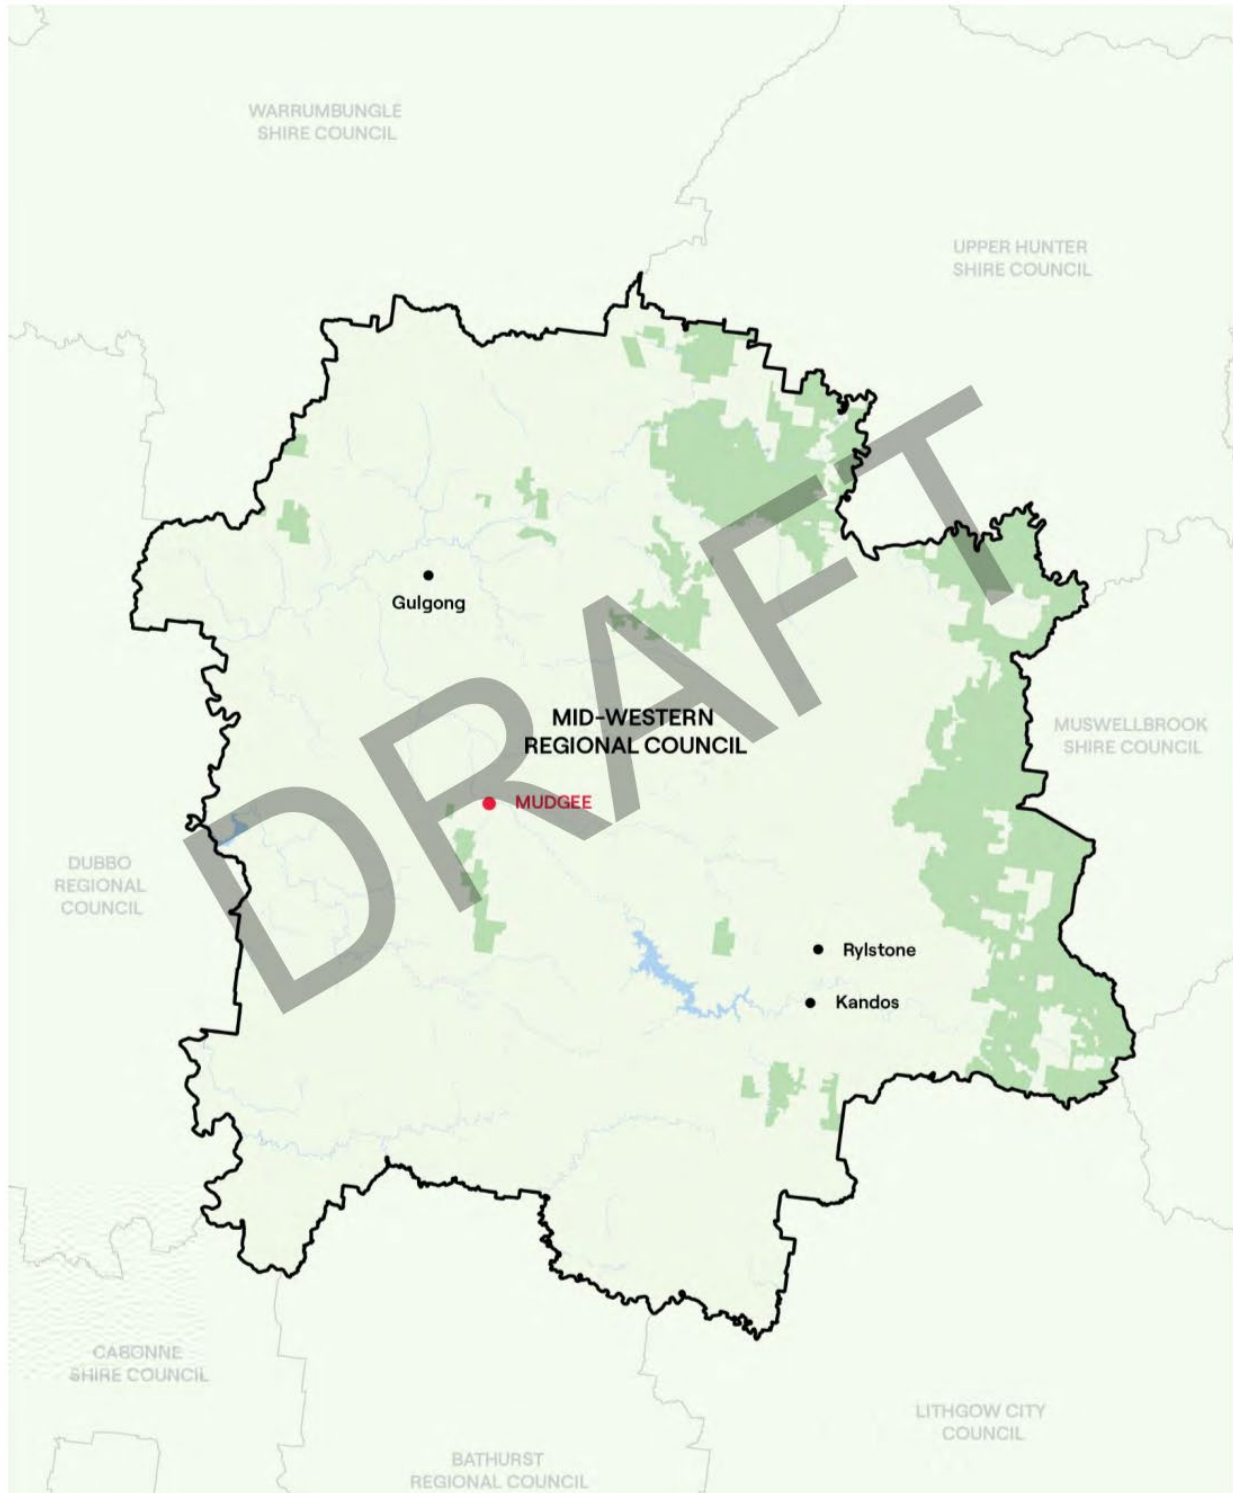 WARRUMBUNGLE
SHIRE COUNCIL
UPPER HUNTER
SHIRE COUNCIL
Gulgong
MID-WESTERN
REGIONAL COUNCIL
MUSWELLBROOK
SHIRE COUNCIL
MUDGEE
DUBBO
REGIONAL
COUNCIL
Rylstone
Kandos
CABONNE
SHIRE COUNCIL
LITHGOW CITY
COUNCIL
BATHURST
REGIONAL COUNCIL
DRAFT